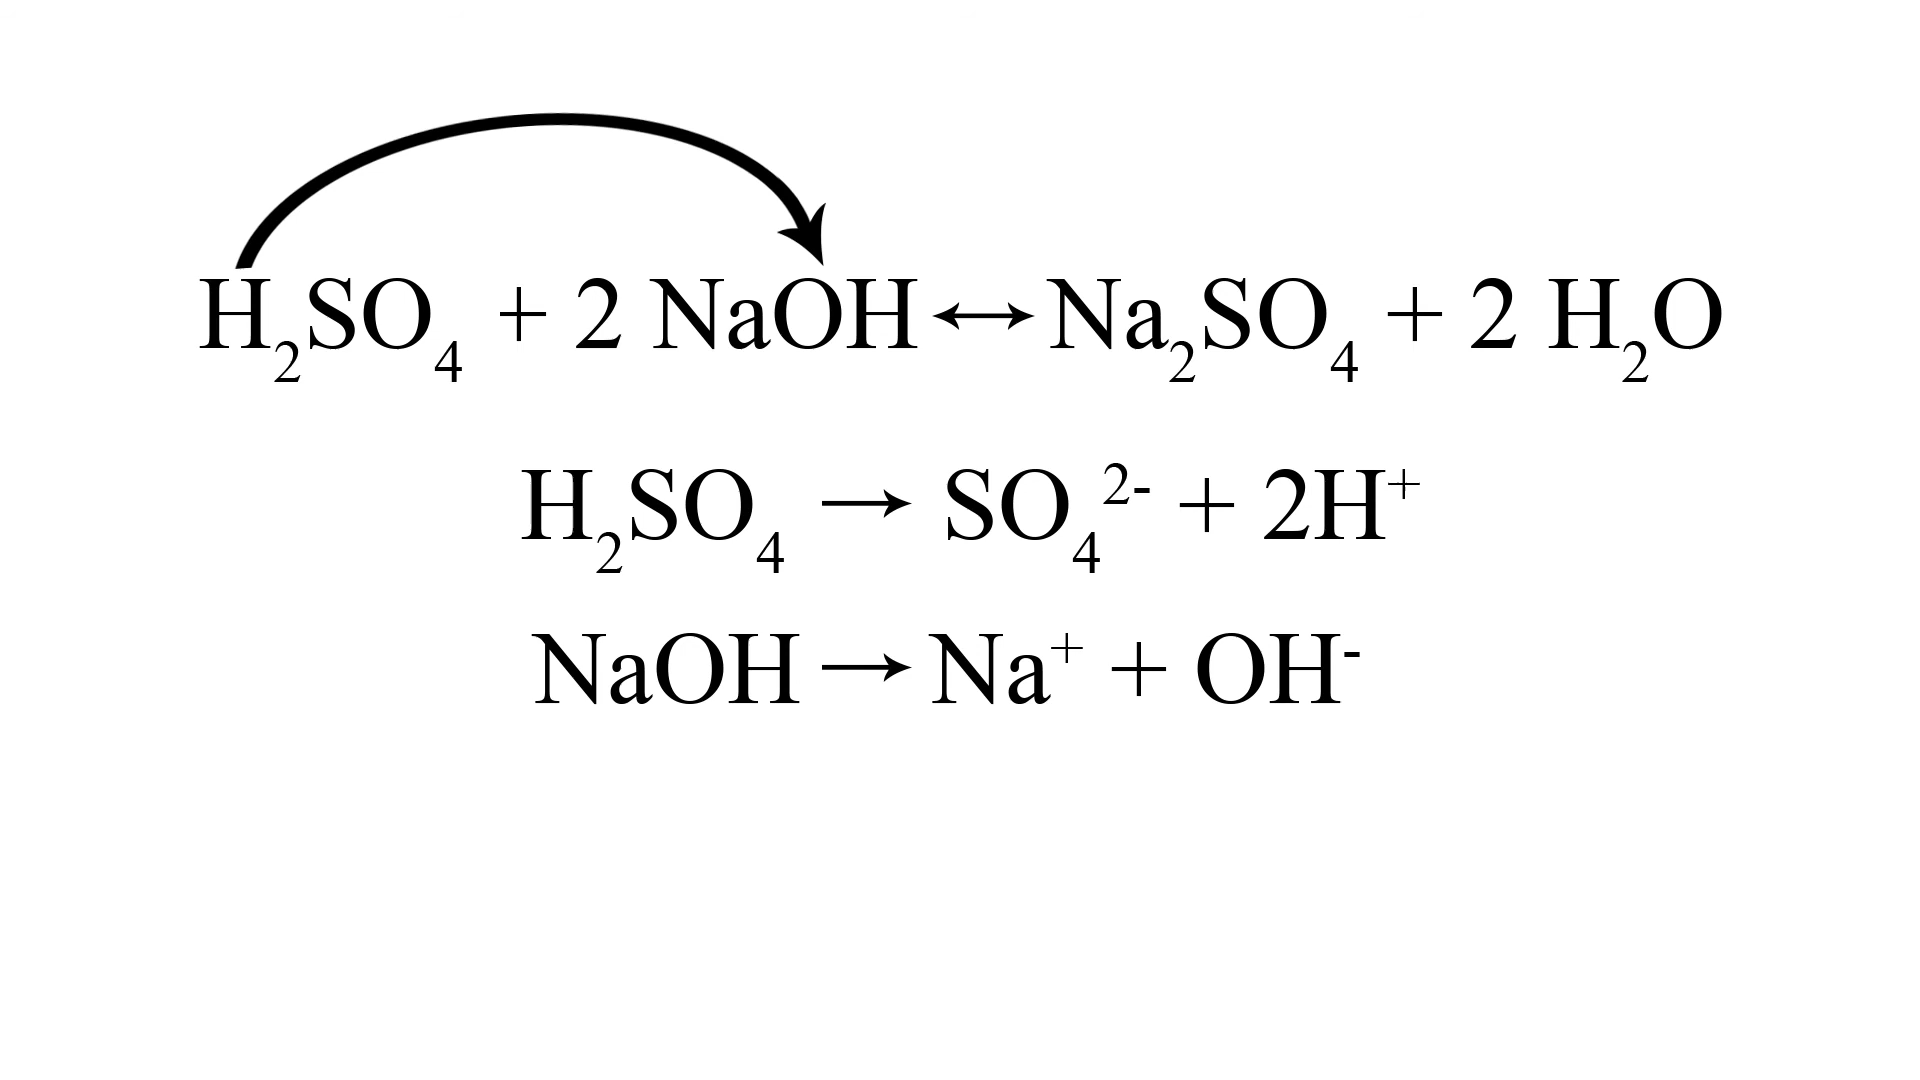 H₂SO₄ + 2 NaOH ↔ Na₂SO₄ + 2 H₂O
H₂SO₄ → SO₄²⁻ + 2H⁺
NaOH → Na⁺ + OH⁻